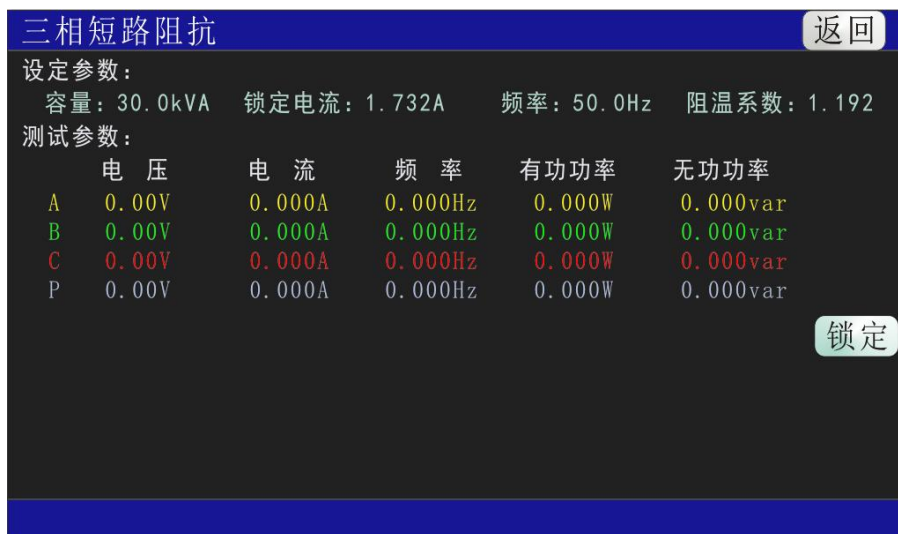 三相短路阻抗 返回
设定参数：
容量：30.0kVA 锁定电流：1.732A 频率：50.0Hz 阻温系数：1.192
测试参数：
电 压 电 流 频 率 有功功率 无功功率
A 0.00V 0.000A 0.000Hz 0.000W 0.000var
B 0.00V 0.000A 0.000Hz 0.000W 0.000var
C 0.00V 0.000A 0.000Hz 0.000W 0.000var
P 0.00V 0.000A 0.000Hz 0.000W 0.000var
锁定